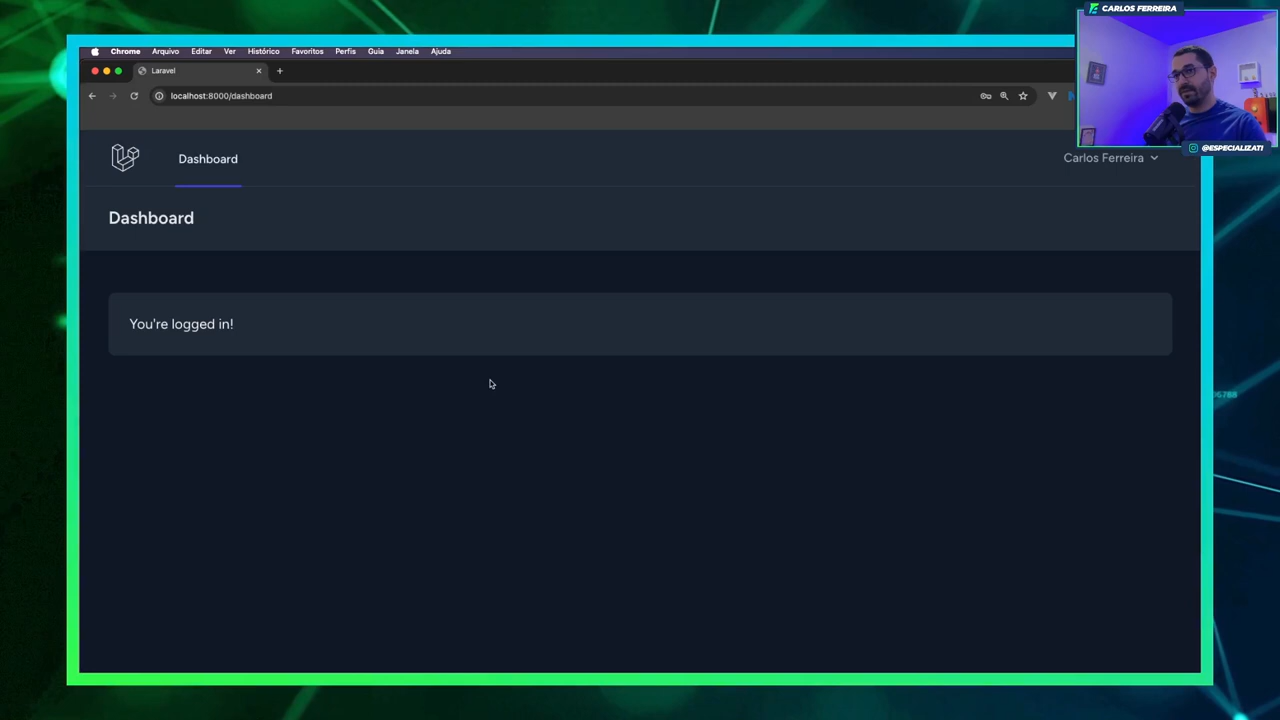 CARLOS FERREIRA
Chrome Arquivo Editar Ver Histórico Favoritos Perfis Guia Janela Ajuda
Laravel
localhost:8000/dashboard
@ESPECIALIZATI
Dashboard
Carlos Ferreira
Dashboard
You're logged in!